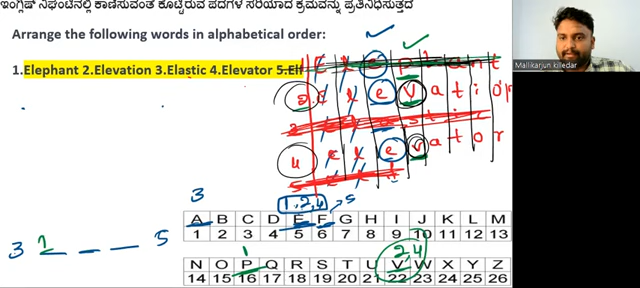 ಇಂಗ್ಲಿಷ್ ನಿಘಂಟಿನಲ್ಲಿ ಕಾಣಿಸುವಂತೆ ಕೊಟ್ಟಿರುವ ಪದಗಳ ಸರಿಯಾದ ಕ್ರಮವನ್ನು ಪ್ರತಿನಿಧಿಸುತ್ತದೆ
Arrange the following words in alphabetical order:
1.Elephant 2.Elevation 3.Elastic 4.Elevator 5.Elf
2 E l e v a t i o n
4 E l e v a t o r
3
1,2,4 → 5
A B C D E F G H I J K L M
1 2 3 4 5 6 7 8 9 10 11 12 13
3 1 _ _ _ 5
1 2,4
N O P Q R S T U V W X Y Z
14 15 16 17 18 19 20 21 22 23 24 25 26
Mallikarjun kiledar